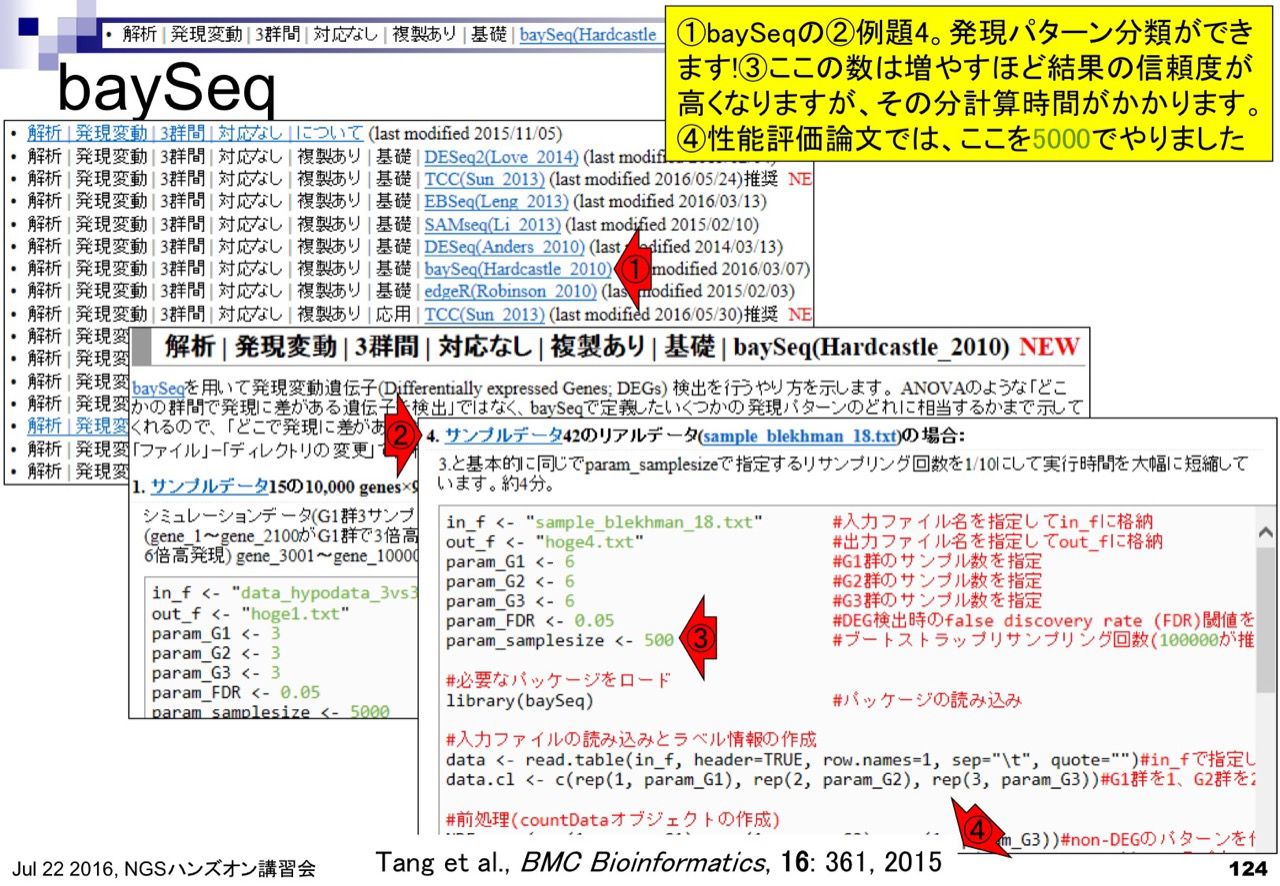 • 解析 | 発現変動 | 3群間 | 対応なし | 複製あり | 基礎 | baySeq(Hardcastle
baySeq
①baySeqの②例題4。発現パターン分類ができ
ます!③ここの数は増やすほど結果の信頼度が
高くなりますが、その分計算時間がかかります。
④性能評価論文では、ここを5000でやりました
• 解析 | 発現変動 | 3群間 | 対応なし | について (last modified 2015/11/05)
• 解析 | 発現変動 | 3群間 | 対応なし | 複製あり | 基礎 | DESeq2(Love_2014) (last modifi
• 解析 | 発現変動 | 3群間 | 対応なし | 複製あり | 基礎 | TCC(Sun_2013) (last modified 2016/05/24)推奨 NE
• 解析 | 発現変動 | 3群間 | 対応なし | 複製あり | 基礎 | EBSeq(Leng_2013) (last modified 2016/03/13)
• 解析 | 発現変動 | 3群間 | 対応なし | 複製あり | 基礎 | SAMseq(Li_2013) (last modified 2015/02/10)
• 解析 | 発現変動 | 3群間 | 対応なし | 複製あり | 基礎 | DESeq(Anders_2010) (last modified 2014/03/13)
• 解析 | 発現変動 | 3群間 | 対応なし | 複製あり | 基礎 | baySeq(Hardcastle_2010) ① modified 2016/03/07)
• 解析 | 発現変動 | 3群間 | 対応なし | 複製あり | 基礎 | edgeR(Robinson_2010) (las modified 2015/02/03)
• 解析 | 発現変動 | 3群間 | 対応なし | 複製あり | 応用 | TCC(Sun_2013) (last modified 2016/05/30)推奨 NE
• 解析 | 発現変
• 解析 | 発現変
• 解析 | 発現変
• 解析 | 発現変
• 解析 | 発現変
• 解析 | 発現変
• 解析 | 発現変
解析 | 発現変動 | 3群間 | 対応なし | 複製あり | 基礎 | baySeq(Hardcastle_2010) NEW
baySeqを用いて発現変動遺伝子(Differentially expressed Genes; DEGs) 検出を行うやり方を示します。 ANOVAのような「どこ
かの群間で発現に差がある遺伝子を検出」ではなく、baySeqで定義したいくつかの発現パターンのどれに相当するかまで示して
くれるので、「どこで発現に差があ
②
「ファイル」−「ディレクトリの変更」で
1. サンプルデータ15の10,000 genes×9
シミュレーションデータ(G1群3サンプ
(gene_1〜gene_2100がG1群で3倍高
6倍高発現) gene_3001〜gene_10000
in_f <- "data_hypodata_3vs3
out_f <- "hoge1.txt"
param_G1 <- 3
param_G2 <- 3
param_G3 <- 3
param_FDR <- 0.05
param_samplesize <- 5000
4. サンプルデータ42のリアルデータ(sample_blekhman_18.txt)の場合:
3.と基本的に同じでparam_samplesizeで指定するリサンプリング回数を1/10にして実行時間を大幅に短縮して
います。約4分。
in_f <- "sample_blekhman_18.txt" #入力ファイル名を指定してin_fに格納
out_f <- "hoge4.txt" #出力ファイル名を指定してout_fに格納
param_G1 <- 6 #G1群のサンプル数を指定
param_G2 <- 6 #G2群のサンプル数を指定
param_G3 <- 6 #G3群のサンプル数を指定
param_FDR <- 0.05 #DEG検出時のfalse discovery rate (FDR)閾値を
param_samplesize <- 500 ③ #ブートストラップリサンプリング回数(100000が推
#必要なパッケージをロード
library(baySeq) #パッケージの読み込み
#入力ファイルの読み込みとラベル情報の作成
data <- read.table(in_f, header=TRUE, row.names=1, sep="\t", quote="")#in_fで指定し
data.cl <- c(rep(1, param_G1), rep(2, param_G2), rep(3, param_G3))#G1群を1、G2群を2
#前処理(countDataオブジェクトの作成)
④ m_G3))#non-DEGのパターンを作
Jul 22 2016, NGSハンズオン講習会
Tang et al., BMC Bioinformatics, 16: 361, 2015
124